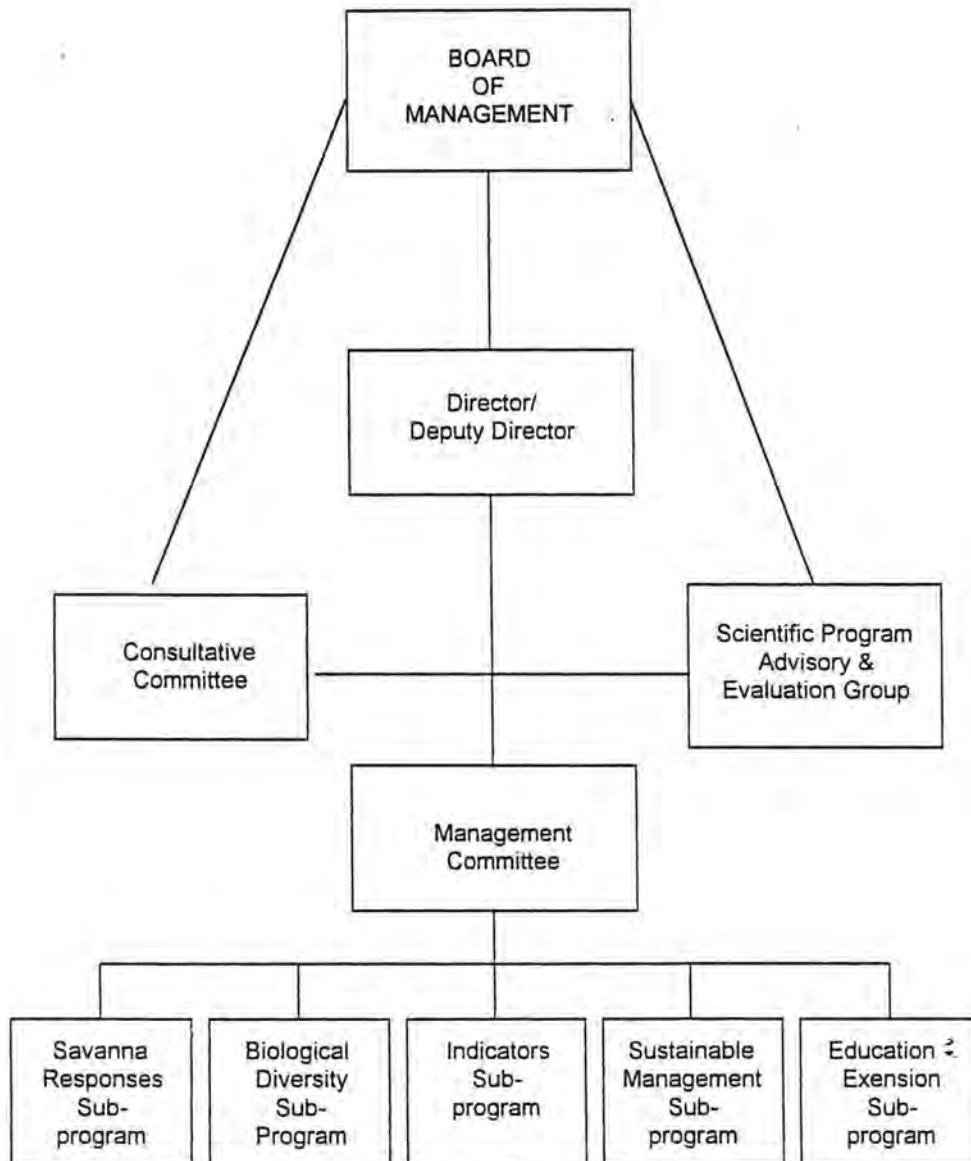 BOARD
OF
MANAGEMENT
Director/
Deputy Director
Consultative
Committee
Scientific Program
Advisory &
Evaluation Group
Management
Committee
Savanna
Responses
Sub-
program
Biological
Diversity
Sub-
Program
Indicators
Sub-
program
Sustainable
Management
Sub-
program
Education
Exension
Sub-
program